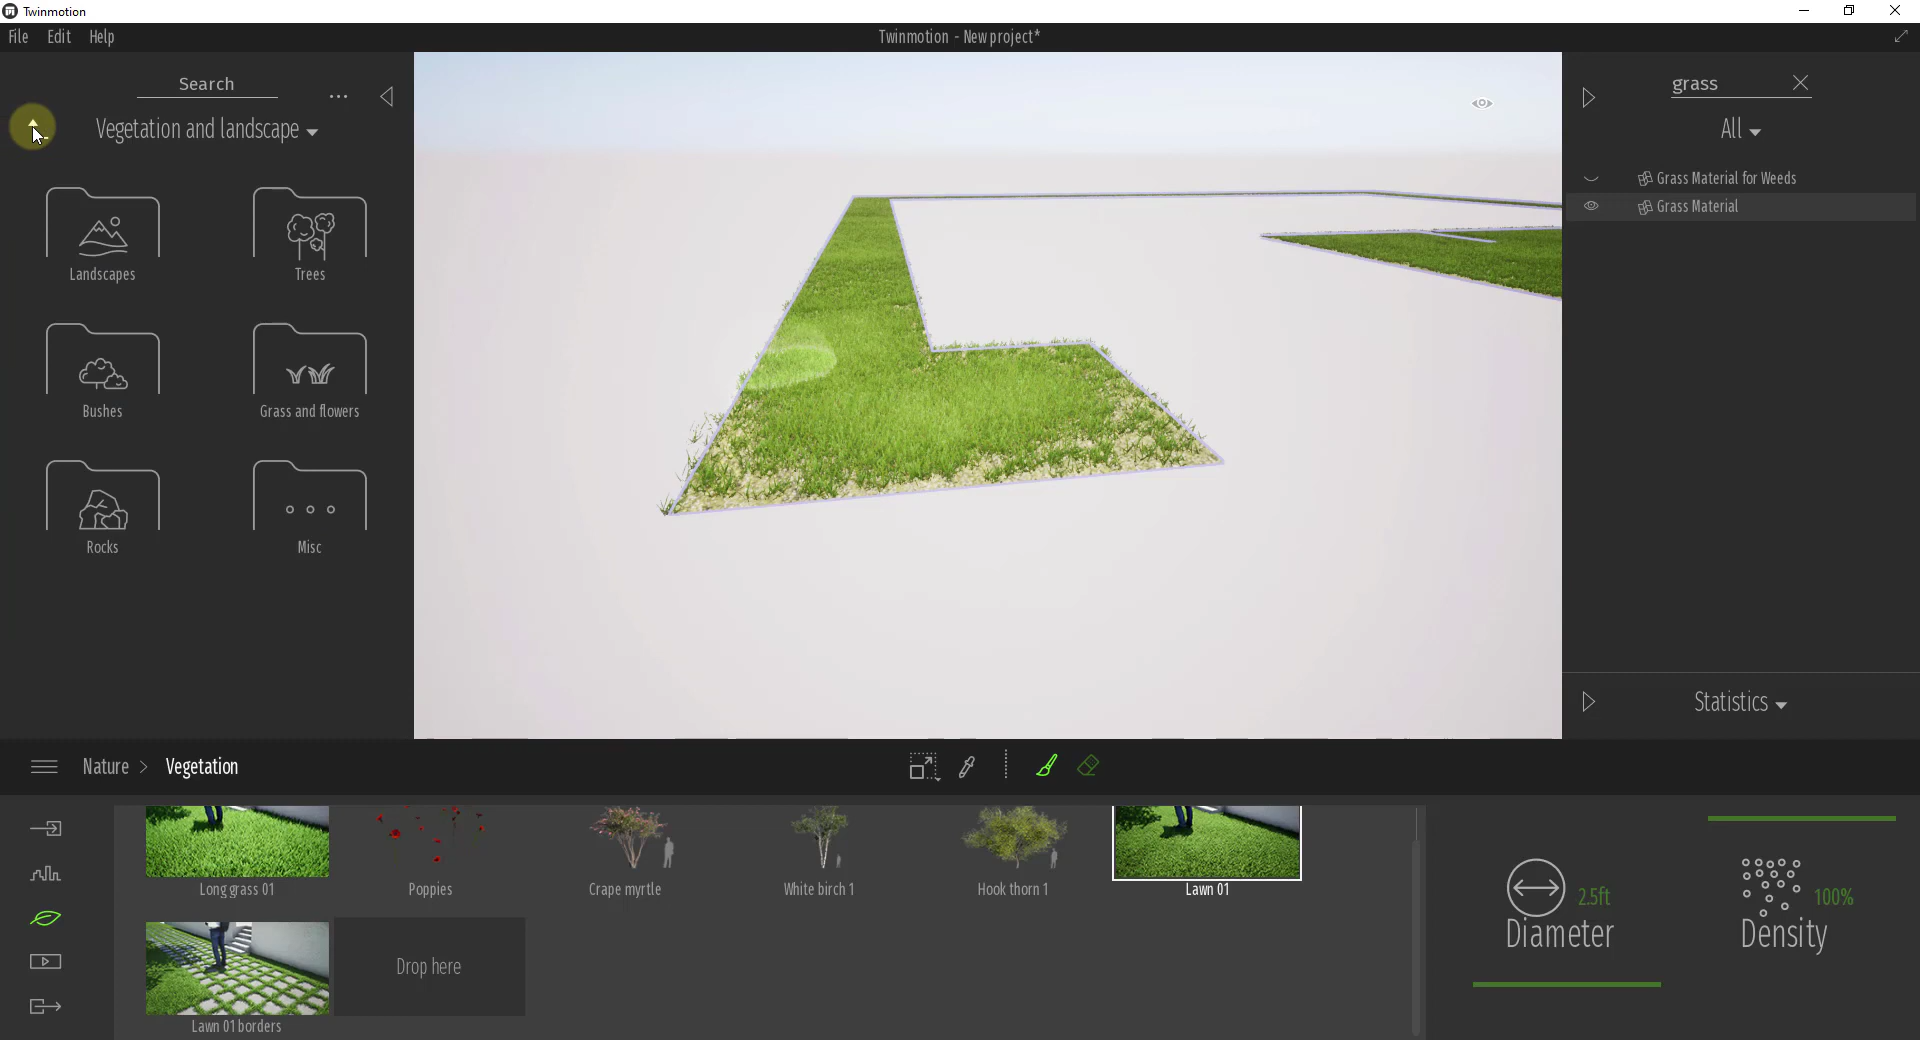 Twinmotion
File Edit Help
Twinmotion - New project*
Search
Vegetation and landscape
Landscapes
Trees
Bushes
Grass and flowers
Rocks
Misc
grass
All
Grass Material for Weeds
Grass Material
Statistics
Nature > Vegetation
Long grass 01
Poppies
Crape myrtle
White birch 1
Hook thorn 1
Lawn 01
Lawn 01 borders
Drop here
2.5ft
Diameter
100%
Density